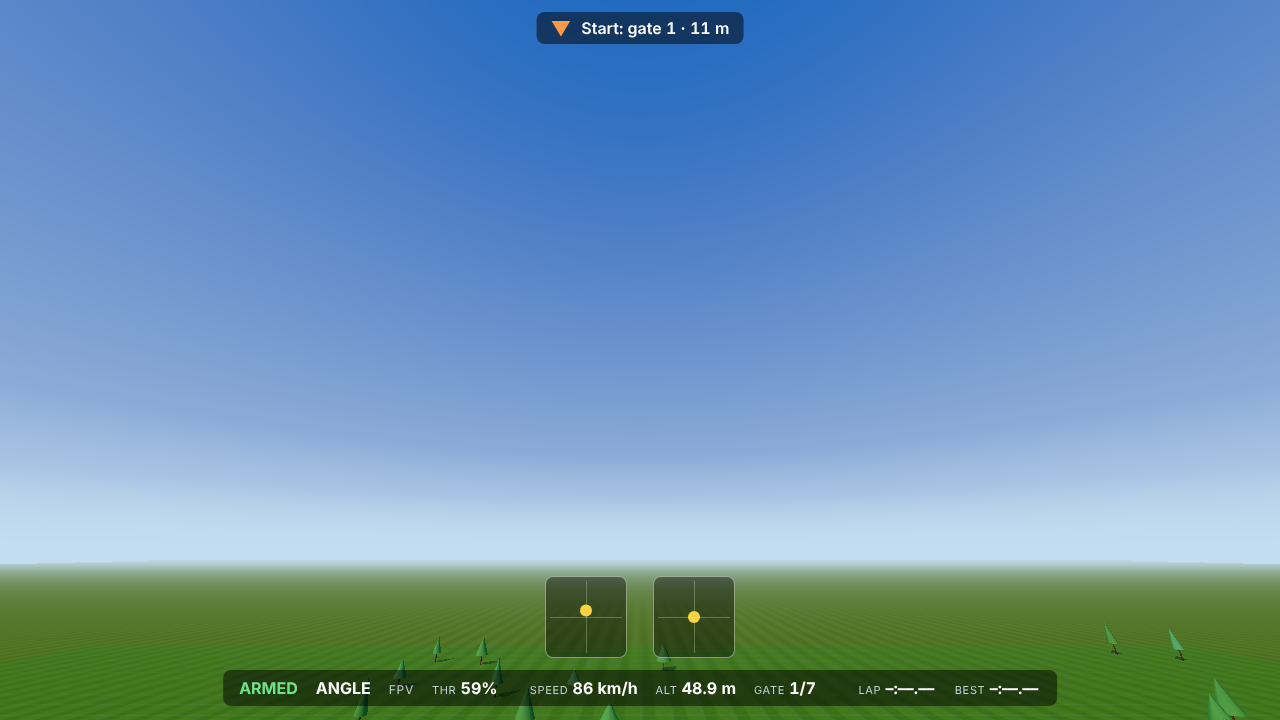 Start: gate 1 · 11 m
ARMED ANGLE FPV THR 59% SPEED 86 km/h ALT 48.9 m GATE 1/7 LAP –:––.–– BEST –:––.––